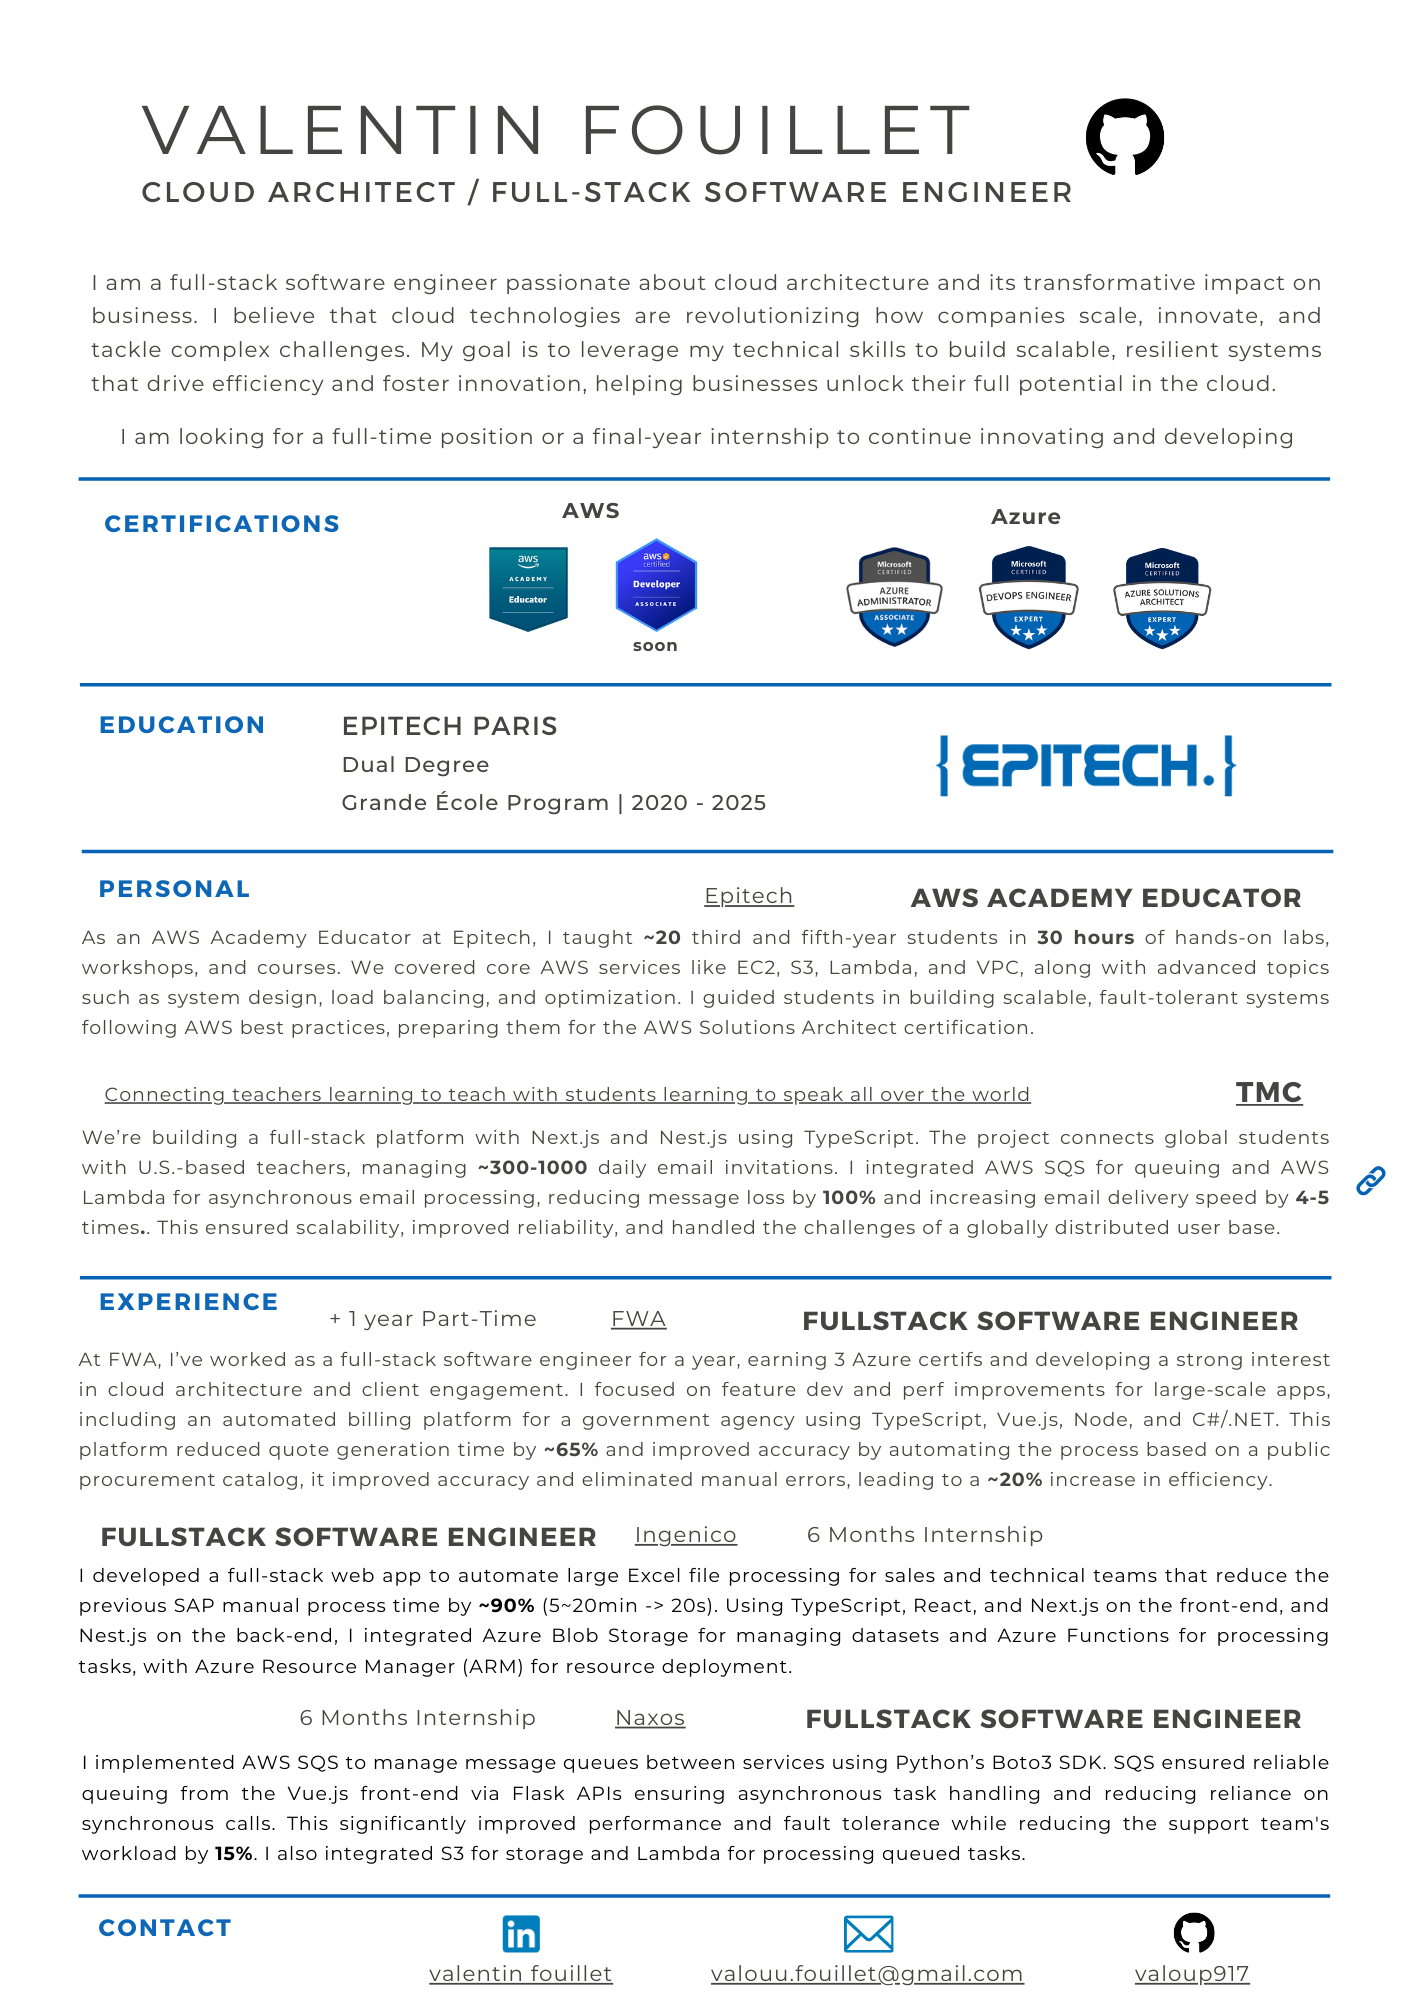 VALENTIN FOUILLET
CLOUD ARCHITECT / FULL-STACK SOFTWARE ENGINEER
I am a full-stack software engineer passionate about cloud architecture and its transformative impact on
business. I believe that cloud technologies are revolutionizing how companies scale, innovate, and
tackle complex challenges. My goal is to leverage my technical skills to build scalable, resilient systems
that drive efficiency and foster innovation, helping businesses unlock their full potential in the cloud.
I am looking for a full-time position or a final-year internship to continue innovating and developing
CERTIFICATIONS
AWS
aws
ACADEMY
Educator
aws
certified
Developer
ASSOCIATE
soon
Azure
Microsoft
CERTIFIED
AZURE
ADMINISTRATOR
ASSOCIATE
Microsoft
CERTIFIED
DEVOPS ENGINEER
EXPERT
Microsoft
CERTIFIED
AZURE SOLUTIONS
ARCHITECT
EXPERT
EDUCATION
EPITECH PARIS
Dual Degree
Grande École Program | 2020 - 2025
{EPITECH.}
PERSONAL
Epitech
AWS ACADEMY EDUCATOR
As an AWS Academy Educator at Epitech, I taught ~20 third and fifth-year students in 30 hours of hands-on labs,
workshops, and courses. We covered core AWS services like EC2, S3, Lambda, and VPC, along with advanced topics
such as system design, load balancing, and optimization. I guided students in building scalable, fault-tolerant systems
following AWS best practices, preparing them for the AWS Solutions Architect certification.
Connecting teachers learning to teach with students learning to speak all over the world
TMC
We’re building a full-stack platform with Next.js and Nest.js using TypeScript. The project connects global students
with U.S.-based teachers, managing ~300-1000 daily email invitations. I integrated AWS SQS for queuing and AWS
Lambda for asynchronous email processing, reducing message loss by 100% and increasing email delivery speed by 4-5
times.. This ensured scalability, improved reliability, and handled the challenges of a globally distributed user base.
EXPERIENCE
+ 1 year Part-Time
FWA
FULLSTACK SOFTWARE ENGINEER
At FWA, I’ve worked as a full-stack software engineer for a year, earning 3 Azure certifs and developing a strong interest
in cloud architecture and client engagement. I focused on feature dev and perf improvements for large-scale apps,
including an automated billing platform for a government agency using TypeScript, Vue.js, Node, and C#/.NET. This
platform reduced quote generation time by ~65% and improved accuracy by automating the process based on a public
procurement catalog, it improved accuracy and eliminated manual errors, leading to a ~20% increase in efficiency.
FULLSTACK SOFTWARE ENGINEER
Ingenico
6 Months Internship
I developed a full-stack web app to automate large Excel file processing for sales and technical teams that reduce the
previous SAP manual process time by ~90% (5~20min -> 20s). Using TypeScript, React, and Next.js on the front-end, and
Nest.js on the back-end, I integrated Azure Blob Storage for managing datasets and Azure Functions for processing
tasks, with Azure Resource Manager (ARM) for resource deployment.
6 Months Internship
Naxos
FULLSTACK SOFTWARE ENGINEER
I implemented AWS SQS to manage message queues between services using Python’s Boto3 SDK. SQS ensured reliable
queuing from the Vue.js front-end via Flask APIs ensuring asynchronous task handling and reducing reliance on
synchronous calls. This significantly improved performance and fault tolerance while reducing the support team's
workload by 15%. I also integrated S3 for storage and Lambda for processing queued tasks.
CONTACT
in
valentin fouillet
valouu.fouillet@gmail.com
valoup917